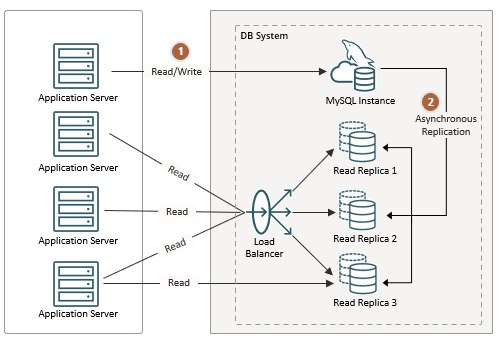 1
DB System
Read/Write
Application Server
MySQL Instance
2
Asynchronous
Replication
Application Server
Read
Read Replica 1
Read
Application Server
Read
Load
Balancer
Read Replica 2
Read
Application Server
Read Replica 3